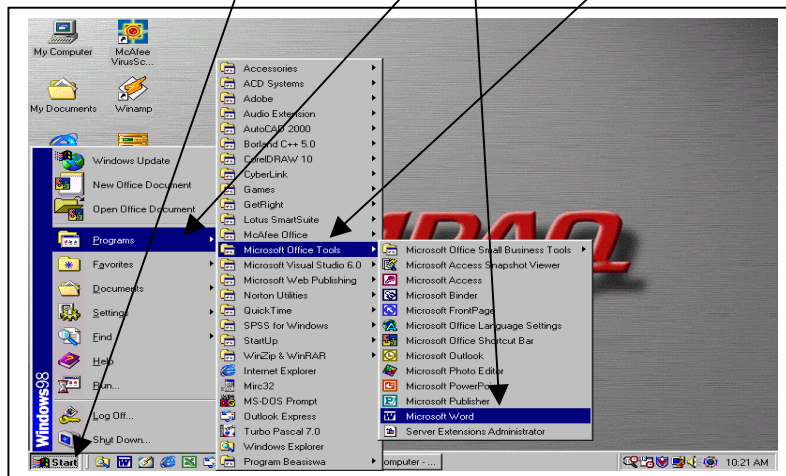 My Computer
McAfee
VirusSc...
My Documents
Winamp
Windows Update
New Office Document
Open Office Document
Programs
Favorites
Documents
Settings
Find
Help
Run...
Log Off...
Shut Down...
Windows98
Accessories
ACD Systems
Adobe
Audio Extension
AutoCAD 2000
Borland C++ 5.0
CorelDRAW 10
CyberLink
Games
GetRight
Lotus SmartSuite
McAfee Office
Microsoft Office Tools
Microsoft Visual Studio 6.0
Microsoft Web Publishing
Norton Utilities
QuickTime
SPSS for Windows
StartUp
WinZip & WinRAR
Internet Explorer
Mirc32
MS-DOS Prompt
Outlook Express
Turbo Pascal 7.0
Windows Explorer
Program Beasiswa
Microsoft Office Small Business Tools
Microsoft Access Snapshot Viewer
Microsoft Access
Microsoft Binder
Microsoft FrontPage
Microsoft Office Language Settings
Microsoft Office Shortcut Bar
Microsoft Outlook
Microsoft Photo Editor
Microsoft PowerPoint
Microsoft Publisher
Microsoft Word
Server Extensions Administrator
Start
omputer - ...
10:21 AM